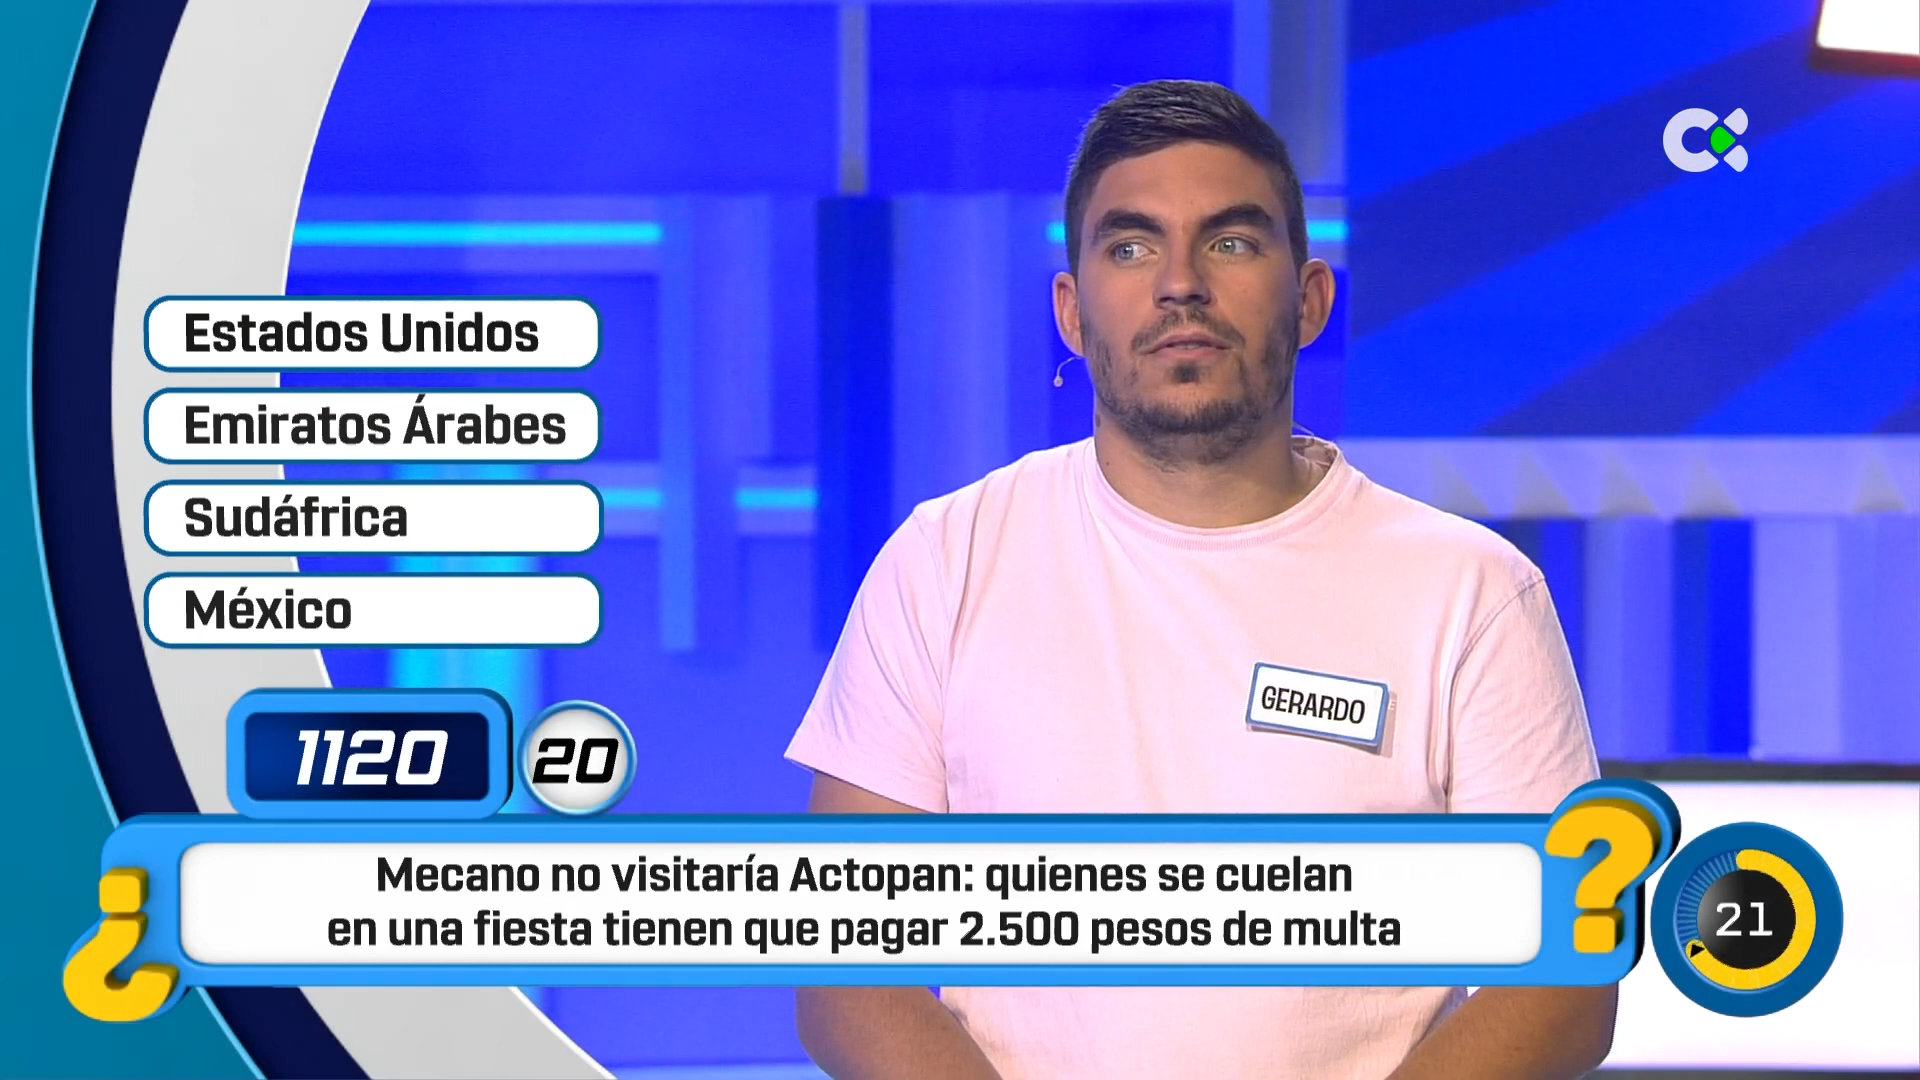 Estados Unidos
Emiratos Árabes
Sudáfrica
México
GERARDO
1120
20
Mecano no visitaría Actopan: quienes se cuelan
en una fiesta tienen que pagar 2.500 pesos de multa
21